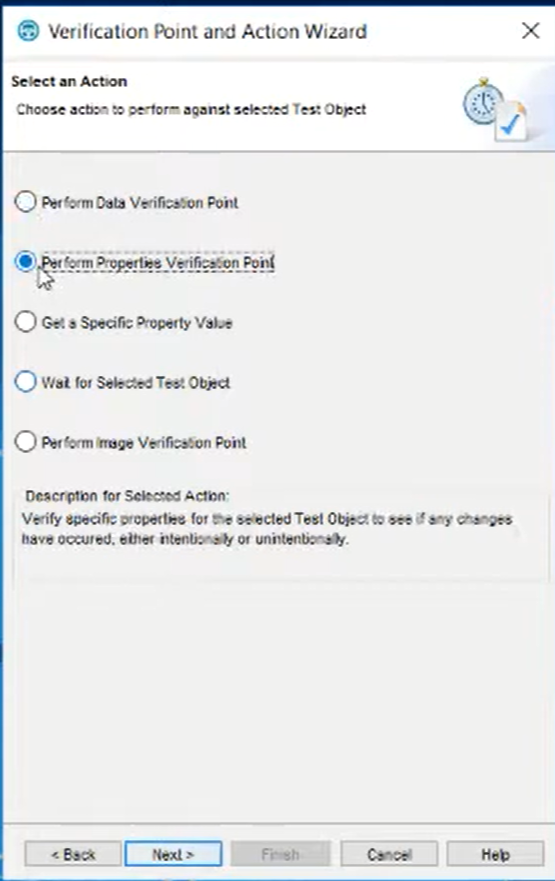 Verification Point and Action Wizard
Select an Action
Choose action to perform against selected Test Object
Perform Data Verification Point
Perform Properties Verification Point
Get a Specific Property Value
Wait for Selected Test Object
Perform Image Verification Point
Description for Selected Action:
Verify specific properties for the selected Test Object to see if any changes
have occured, either intentionally or unintentionally.
< Back
Next >
Finish
Cancel
Help